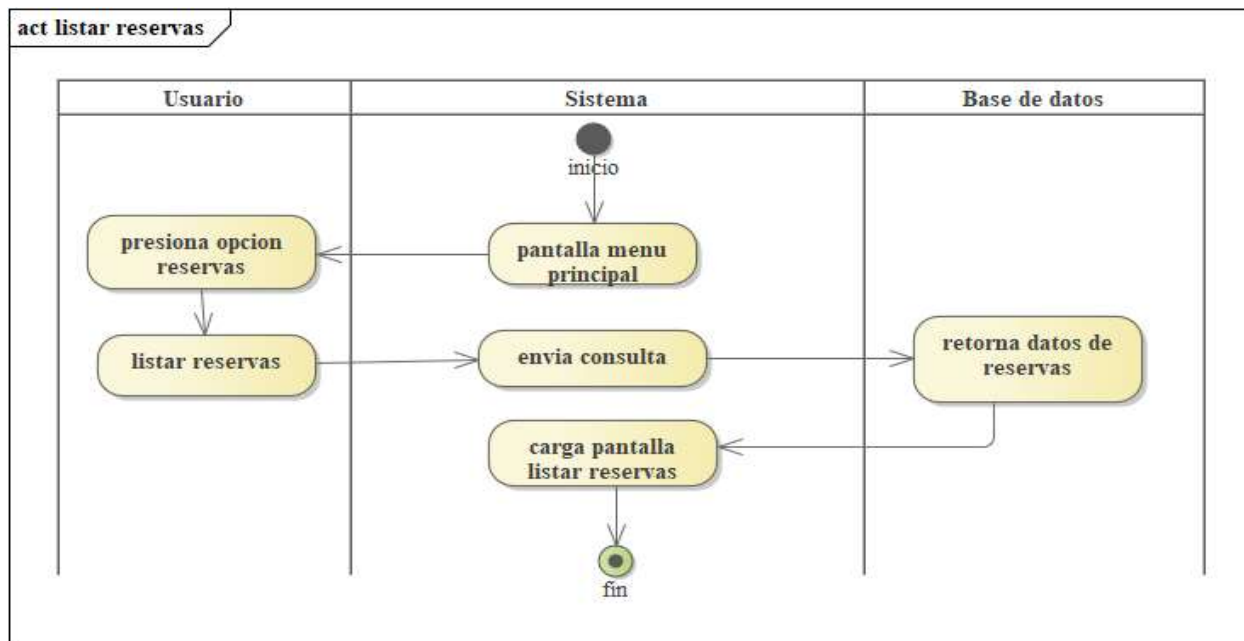 act listar reservas
Usuario
Sistema
Base de datos
inicio
pantalla menu
principal
presiona opcion
reservas
listar reservas
envia consulta
retorna datos de
reservas
carga pantalla
listar reservas
fin